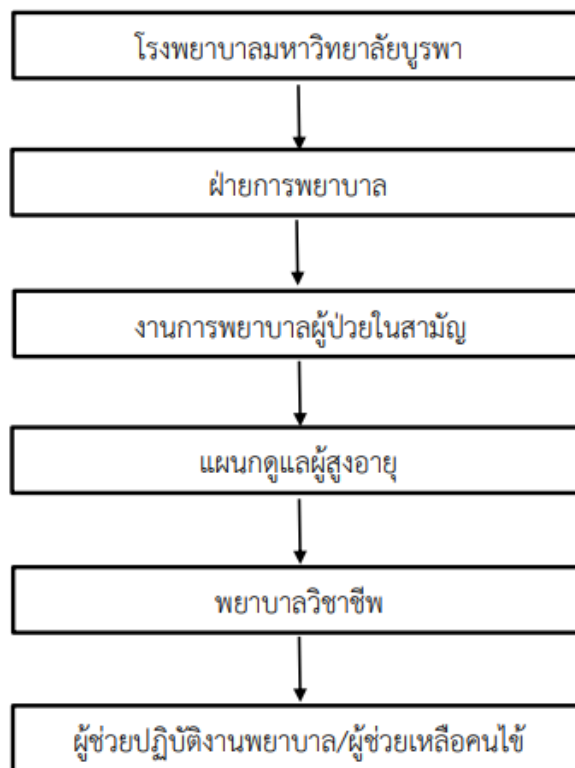 โรงพยาบาลมหาวิทยาลัยบูรพา
ฝ่ายการพยาบาล
งานการพยาบาลผู้ป่วยในสามัญ
แผนกดูแลผู้สูงอายุ
พยาบาลวิชาชีพ
ผู้ช่วยปฏิบัติงานพยาบาล/ผู้ช่วยเหลือคนไข้